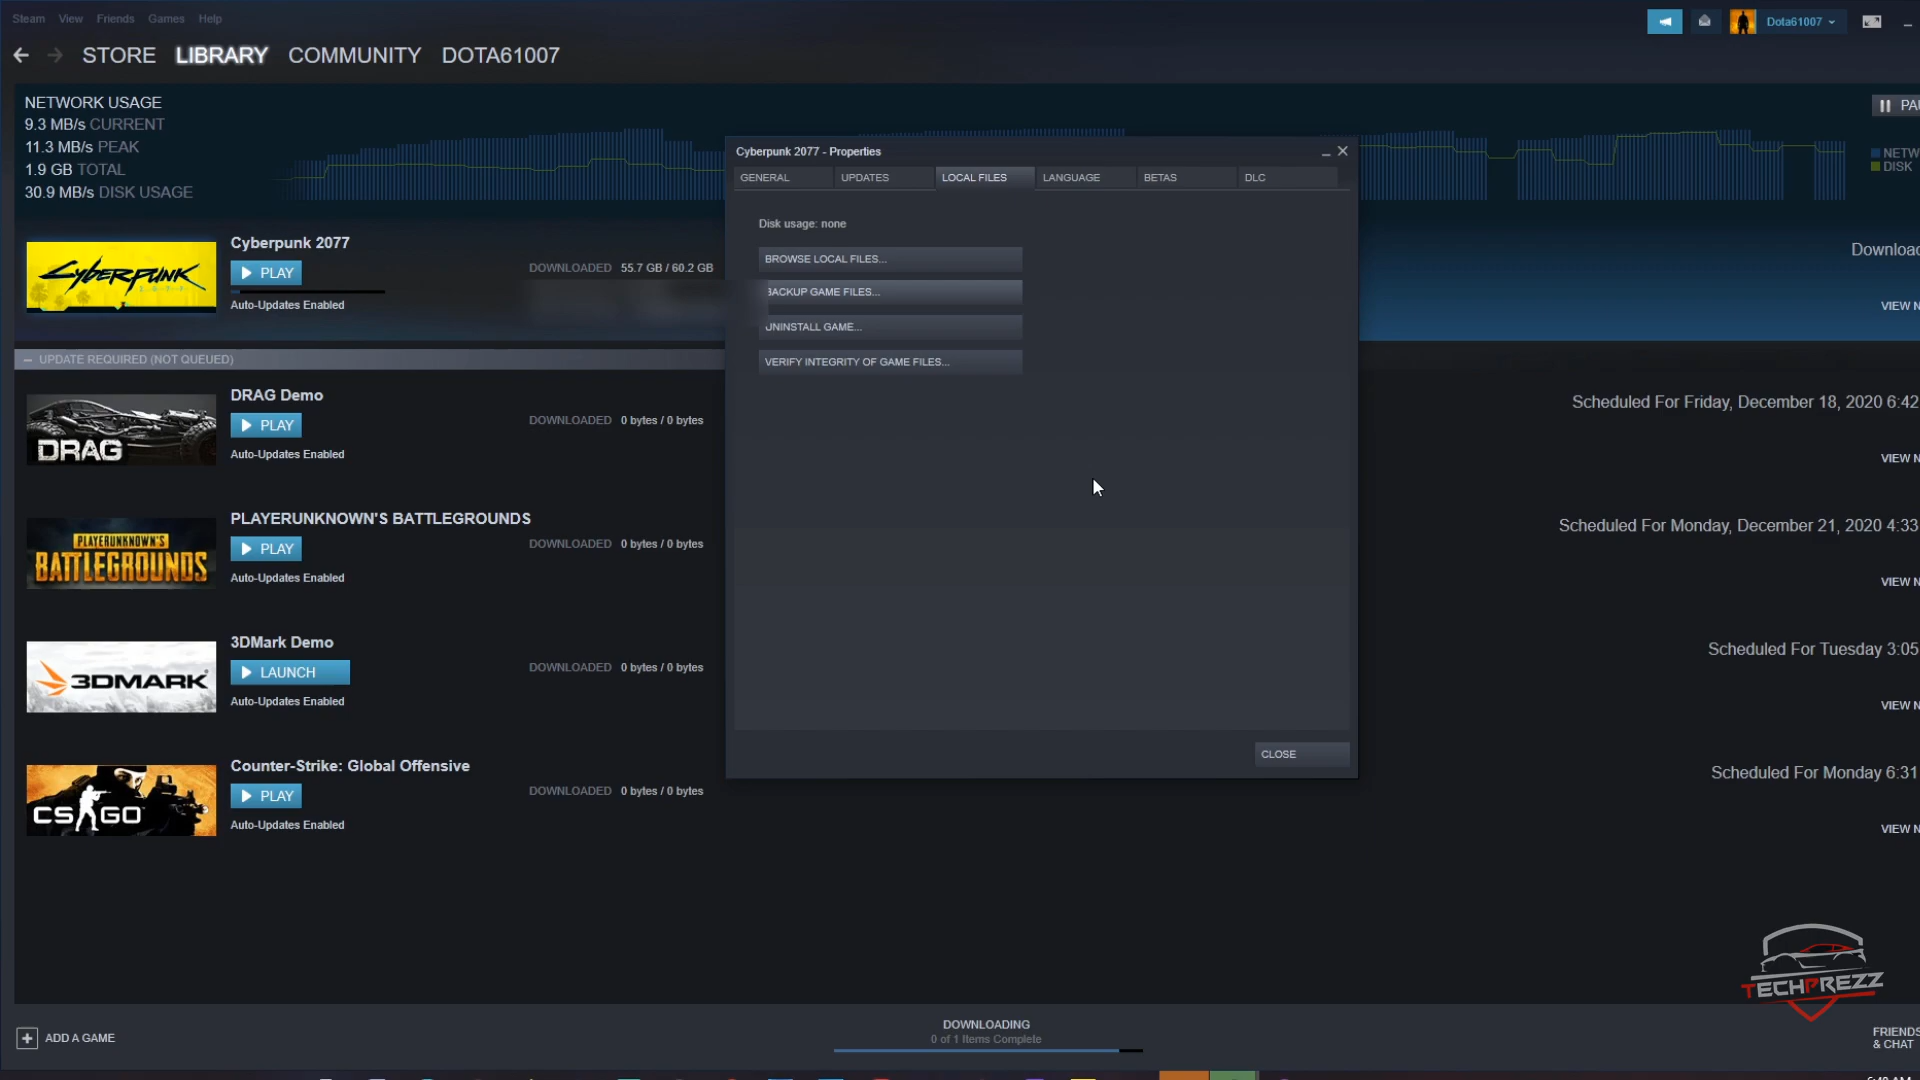 Steam View Friends Games Help
Dota61007
STORE LIBRARY COMMUNITY DOTA61007
NETWORK USAGE
9.3 MB/s CURRENT
11.3 MB/s PEAK
1.9 GB TOTAL
30.9 MB/s DISK USAGE
DISK
Cyberpunk 2077 - Properties
GENERAL UPDATES LOCAL FILES LANGUAGE BETAS DLC
Disk usage: none
BROWSE LOCAL FILES...
BACKUP GAME FILES...
UNINSTALL GAME...
VERIFY INTEGRITY OF GAME FILES...
CLOSE
Cyberpunk
2077
Cyberpunk 2077
PLAY
DOWNLOADED 55.7 GB / 60.2 GB
Auto-Updates Enabled
VIEW
UPDATE REQUIRED (NOT QUEUED)
DRAG
DRAG Demo
PLAY
DOWNLOADED 0 bytes / 0 bytes
Auto-Updates Enabled
Scheduled For Friday, December 18, 2020 6:42
VIEW
PLAYERUNKNOWN'S
BATTLEGROUNDS
PLAYERUNKNOWN'S BATTLEGROUNDS
PLAY
DOWNLOADED 0 bytes / 0 bytes
Auto-Updates Enabled
Scheduled For Monday, December 21, 2020 4:33
VIEW
3DMARK
3DMark Demo
LAUNCH
DOWNLOADED 0 bytes / 0 bytes
Auto-Updates Enabled
Scheduled For Tuesday 3:05
VIEW
CS GO
Counter-Strike: Global Offensive
PLAY
DOWNLOADED 0 bytes / 0 bytes
Auto-Updates Enabled
Scheduled For Monday 6:31
VIEW
TECHPREZZ
ADD A GAME
DOWNLOADING
0 of 1 Items Complete
FRIENDS
& CHAT